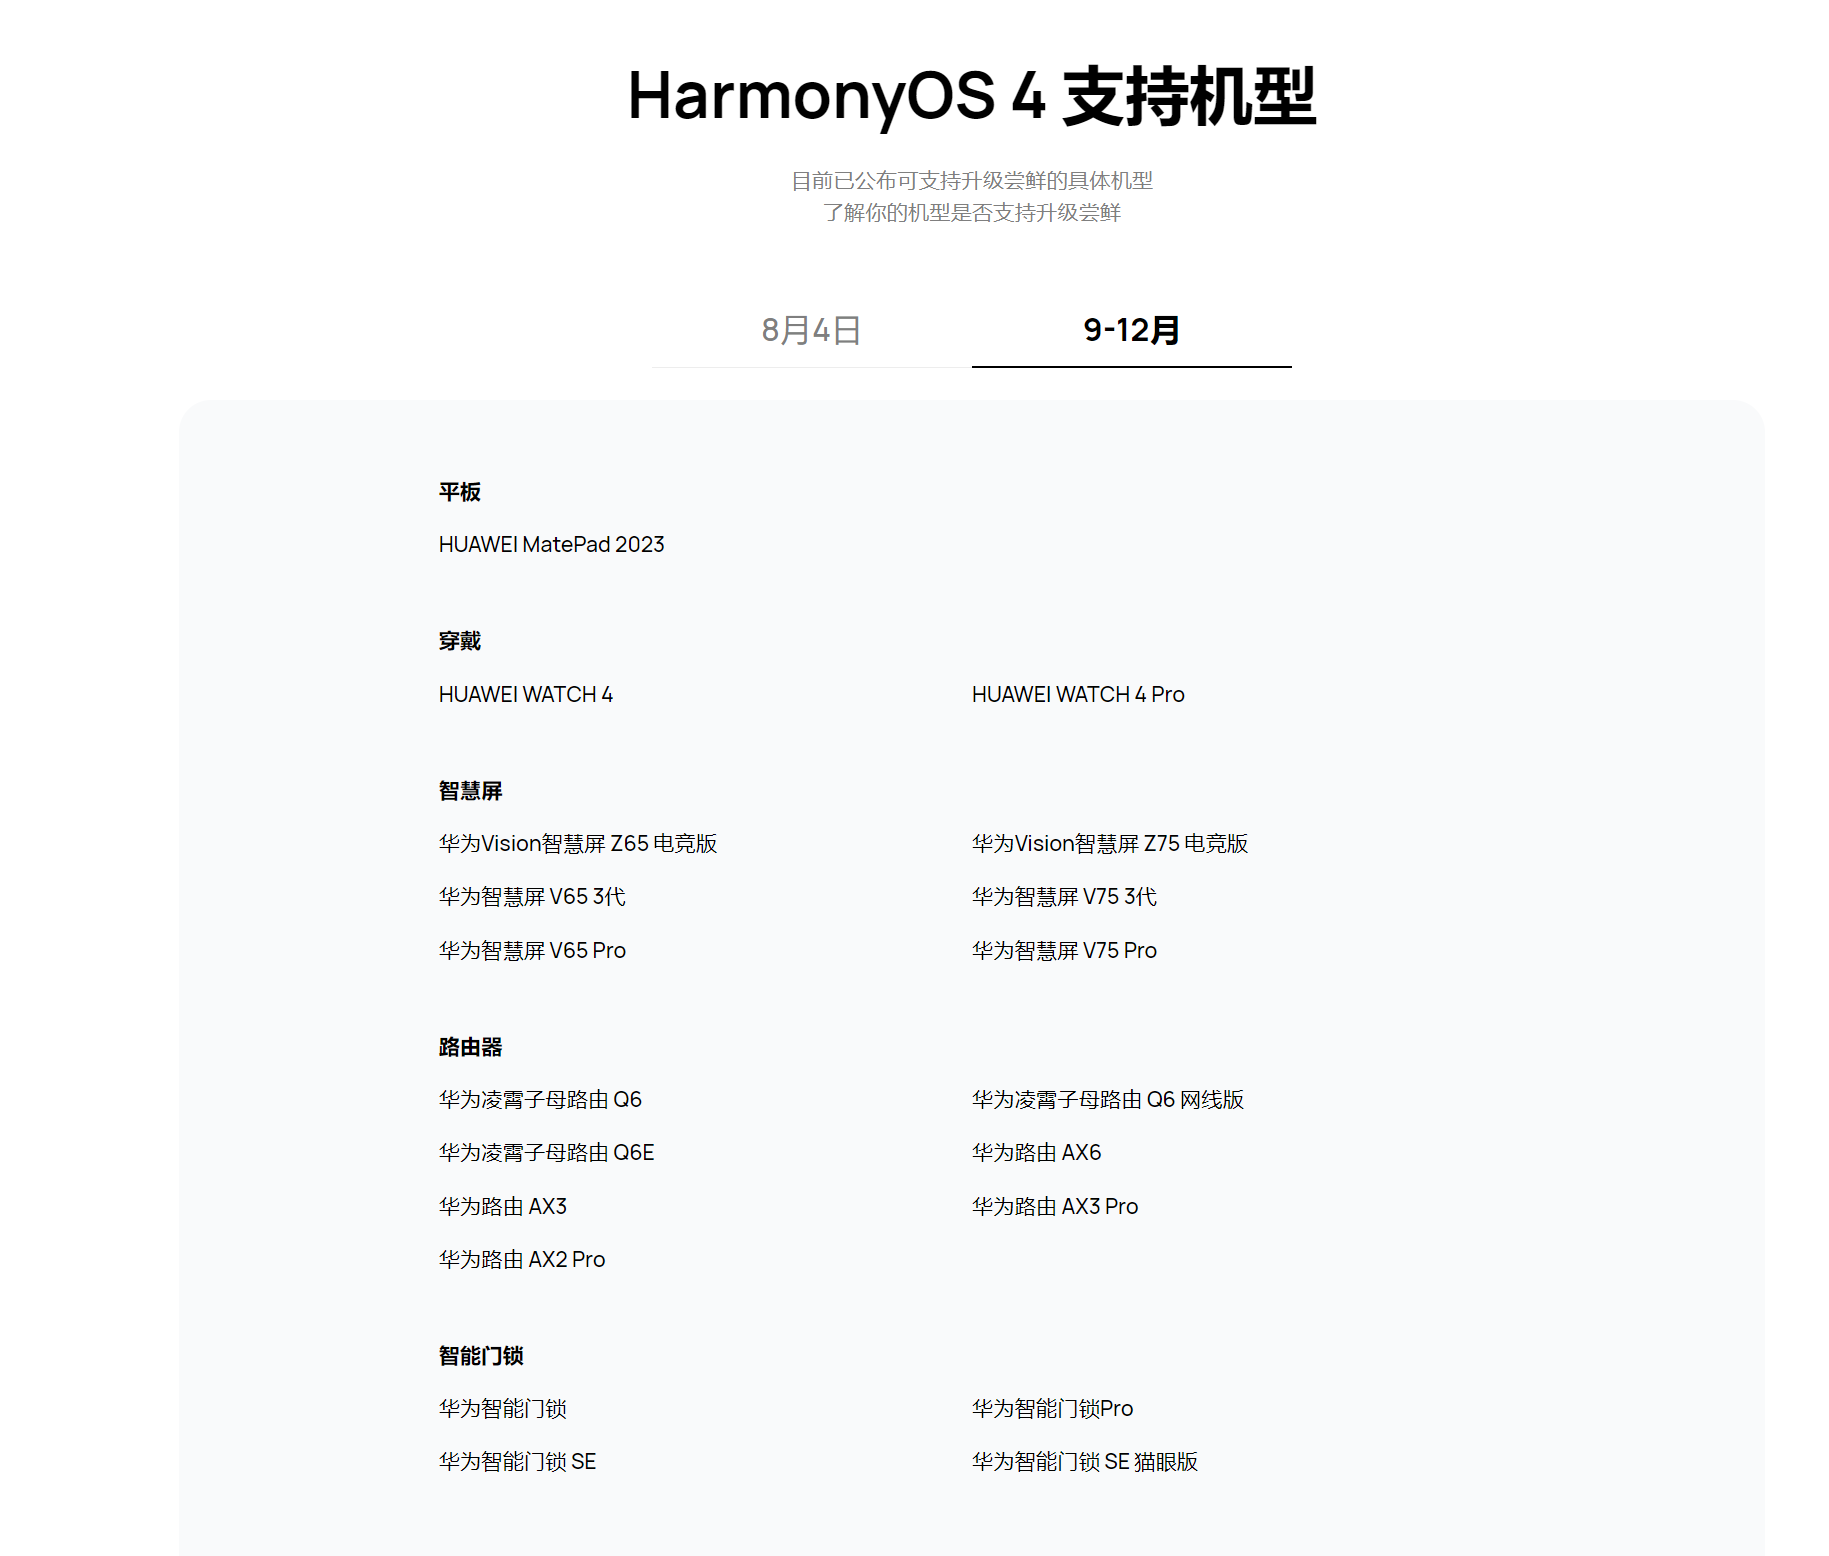 HarmonyOS 4 支持机型
目前已公布可支持升级尝鲜的具体机型
了解你的机型是否支持升级尝鲜
8月4日
9-12月
平板
HUAWEI MatePad 2023
穿戴
HUAWEI WATCH 4
HUAWEI WATCH 4 Pro
智慧屏
华为Vision智慧屏 Z65 电竞版
华为Vision智慧屏 Z75 电竞版
华为智慧屏 V65 3代
华为智慧屏 V75 3代
华为智慧屏 V65 Pro
华为智慧屏 V75 Pro
路由器
华为凌霄子母路由 Q6
华为凌霄子母路由 Q6 网线版
华为凌霄子母路由 Q6E
华为路由 AX6
华为路由 AX3
华为路由 AX3 Pro
华为路由 AX2 Pro
智能门锁
华为智能门锁
华为智能门锁Pro
华为智能门锁 SE
华为智能门锁 SE 猫眼版